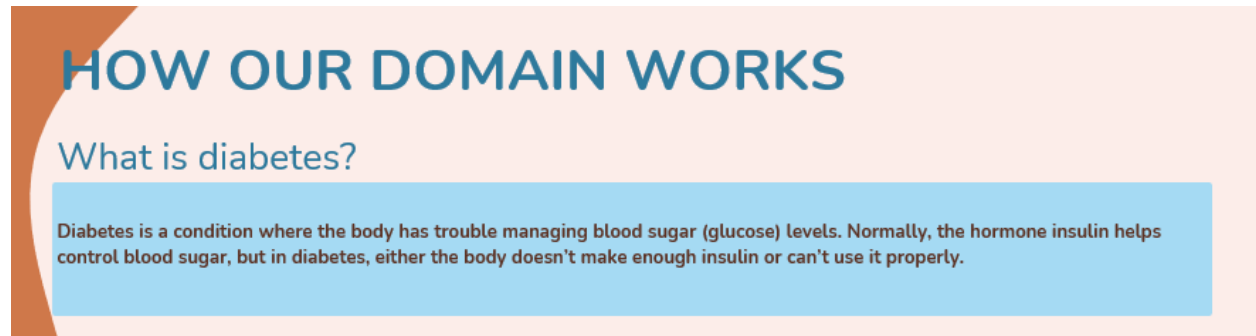 HOW OUR DOMAIN WORKS
What is diabetes?
Diabetes is a condition where the body has trouble managing blood sugar (glucose) levels. Normally, the hormone insulin helps
control blood sugar, but in diabetes, either the body doesn’t make enough insulin or can’t use it properly.